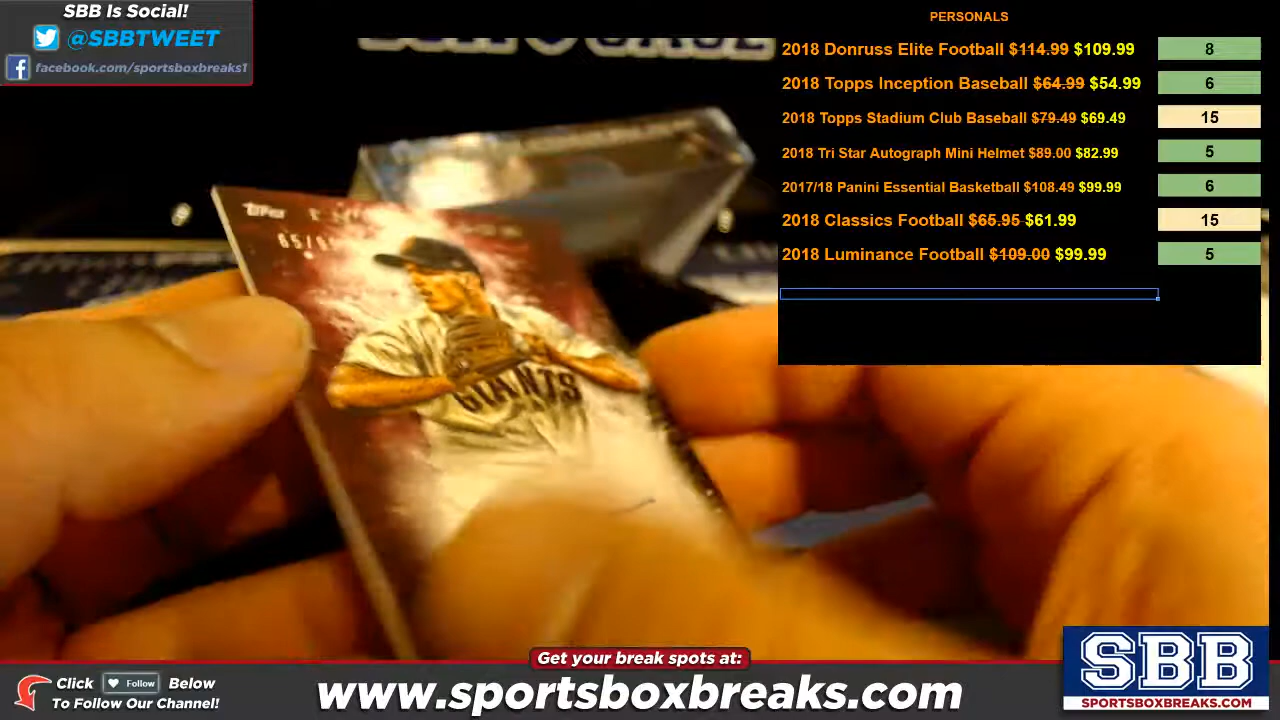 SBB Is Social!
@SBBTWEET
facebook.com/sportsboxbreaks1
PERSONALS
2018 Donruss Elite Football $114.99 $109.99 8
2018 Topps Inception Baseball $64.99 $54.99 6
2018 Topps Stadium Club Baseball $79.49 $69.49 15
2018 Tri Star Autograph Mini Helmet $89.00 $82.99 5
2017/18 Panini Essential Basketball $108.49 $99.99 6
2018 Classics Football $65.95 $61.99 15
2018 Luminance Football $109.00 $99.99 5
TOPPS
GIANTS
Get your break spots at:
Click Follow Below
To Follow Our Channel!
www.sportsboxbreaks.com
SBB
SPORTSBOXBREAKS.COM